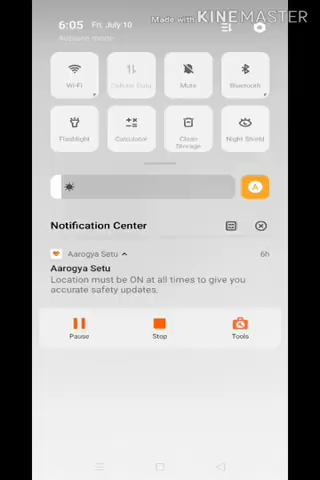 Made with KINEMASTER
6:05 Fri, July 10
Wi-Fi
Cellular Data
Mute
Bluetooth
Flashlight
Calculator
Clean Storage
Night Shield
A
Notification Center
Aarogya Setu
6h
Aarogya Setu
Location must be ON at all times to give you
accurate safety updates.
Pause
Stop
Tools